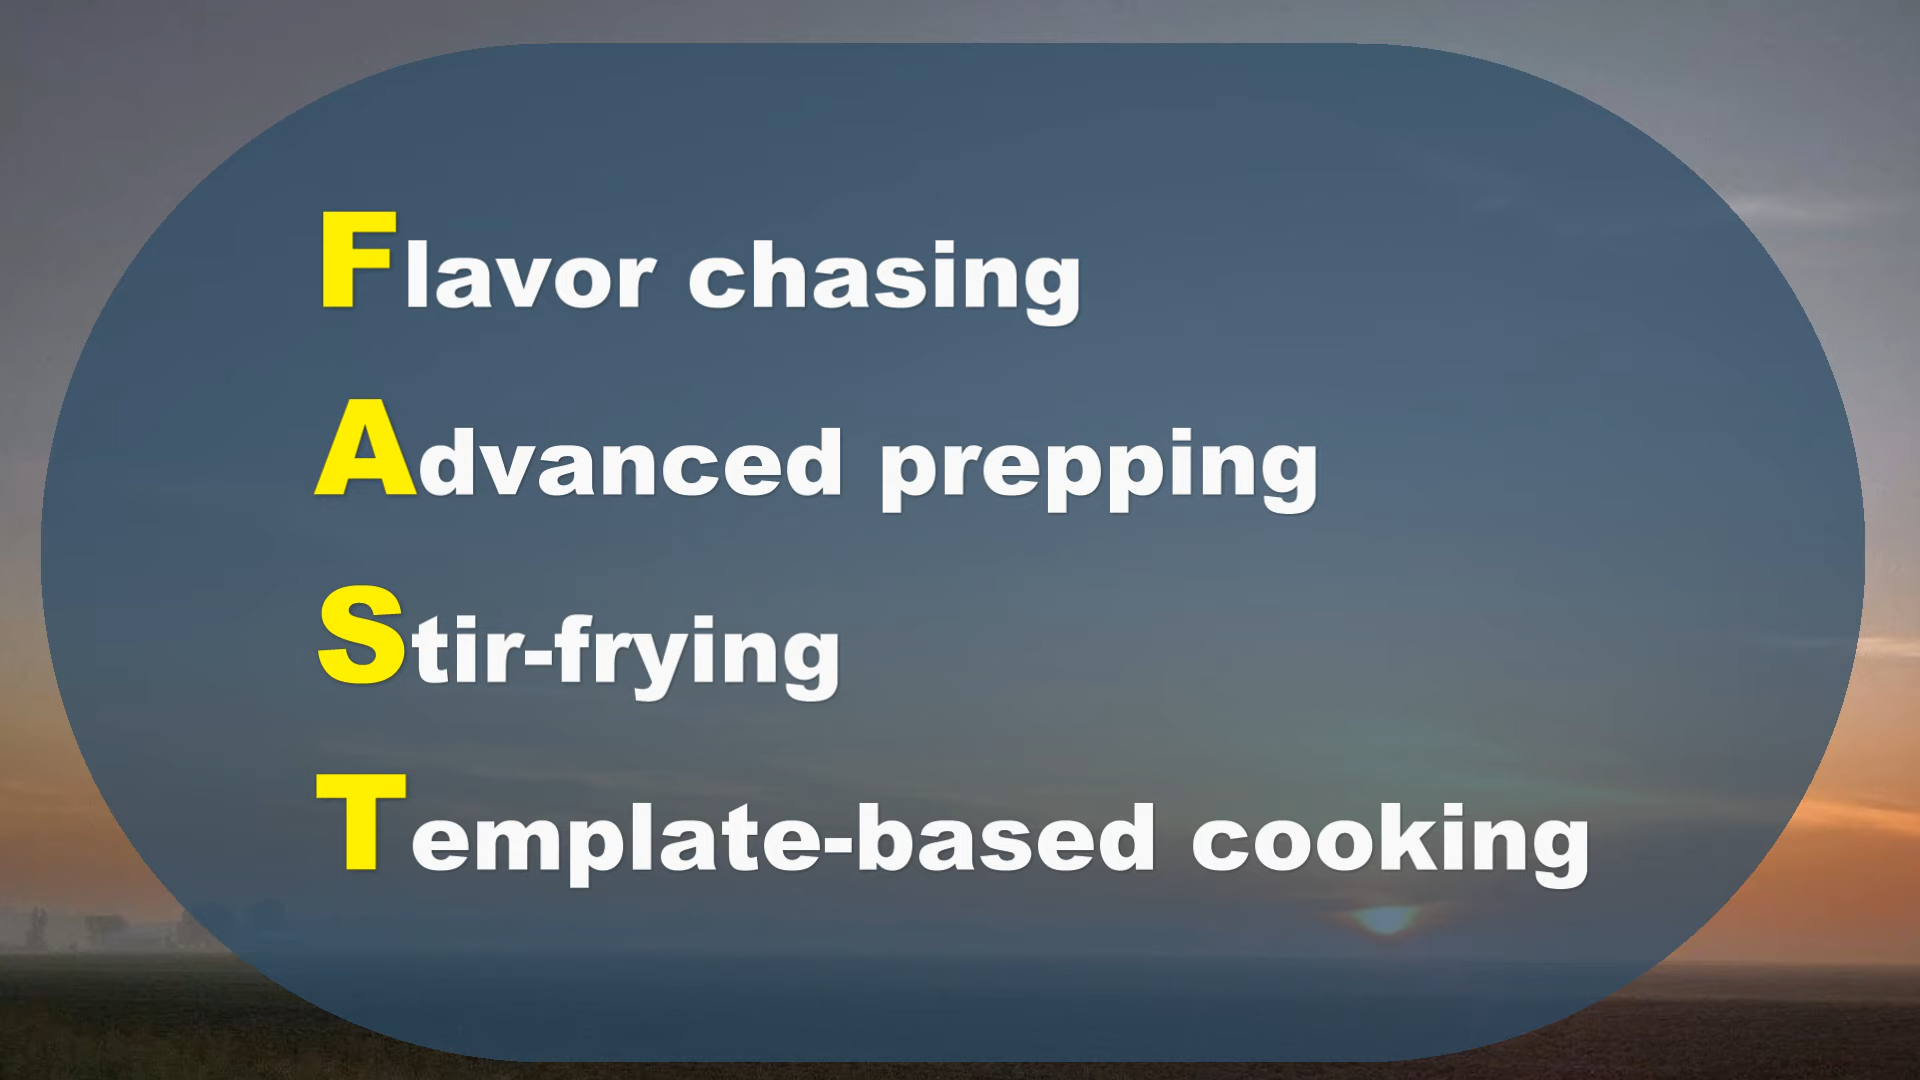 Flavor chasing
Advanced prepping
Stir-frying
Template-based cooking